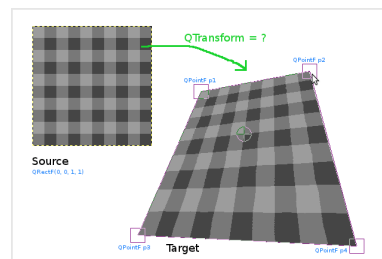 QTransform = ?
QPointF p2
QPointF p1
Source
QRectF(0, 0, 1, 1)
QPointF p3
Target
QPointF p4